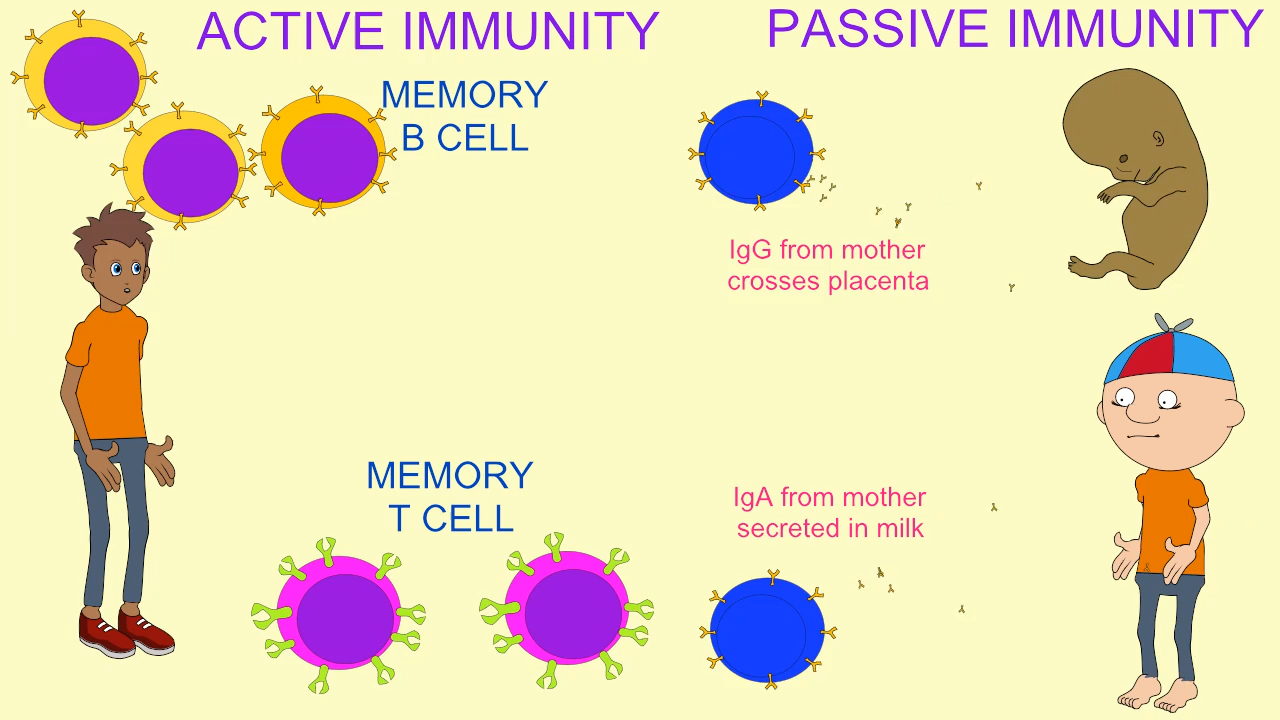 ACTIVE IMMUNITY
PASSIVE IMMUNITY
MEMORY
B CELL
IgG from mother
crosses placenta
MEMORY
T CELL
IgA from mother
secreted in milk